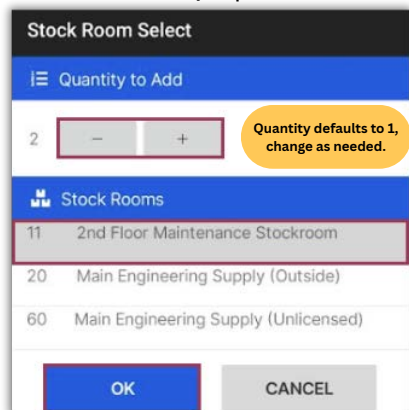 Stock Room Select
Quantity to Add
2 − +
Quantity defaults to 1,
change as needed.
Stock Rooms
11 2nd Floor Maintenance Stockroom
20 Main Engineering Supply (Outside)
60 Main Engineering Supply (Unlicensed)
OK CANCEL